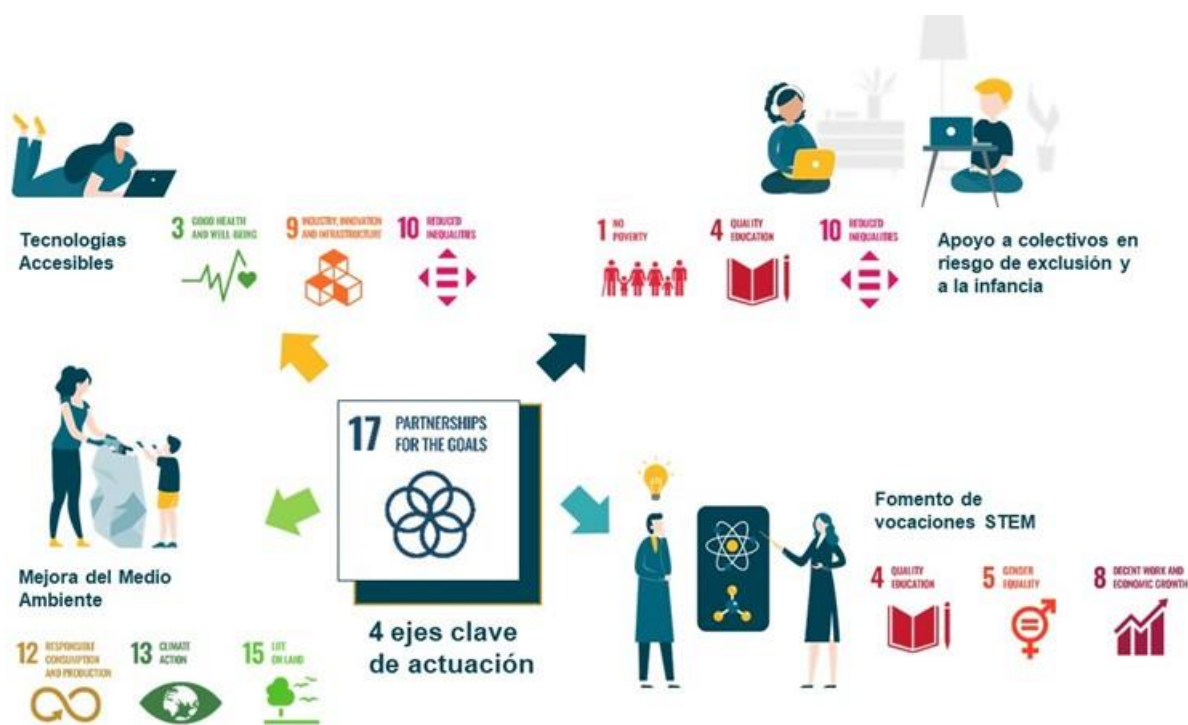 Tecnologías
Accesibles
3 GOOD HEALTH
AND WELL-BEING
9 INDUSTRY, INNOVATION
AND INFRASTRUCTURE
10 REDUCED
INEQUALITIES
1 NO
POVERTY
4 QUALITY
EDUCATION
10 REDUCED
INEQUALITIES
Apoyo a colectivos en
riesgo de exclusión y
a la infancia
17 PARTNERSHIPS
FOR THE GOALS
4 ejes clave
de actuación
Mejora del Medio
Ambiente
12 RESPONSIBLE
CONSUMPTION
AND PRODUCTION
13 CLIMATE
ACTION
15 LIFE
ON LAND
Fomento de
vocaciones STEM
4 QUALITY
EDUCATION
5 GENDER
EQUALITY
8 DECENT WORK AND
ECONOMIC GROWTH